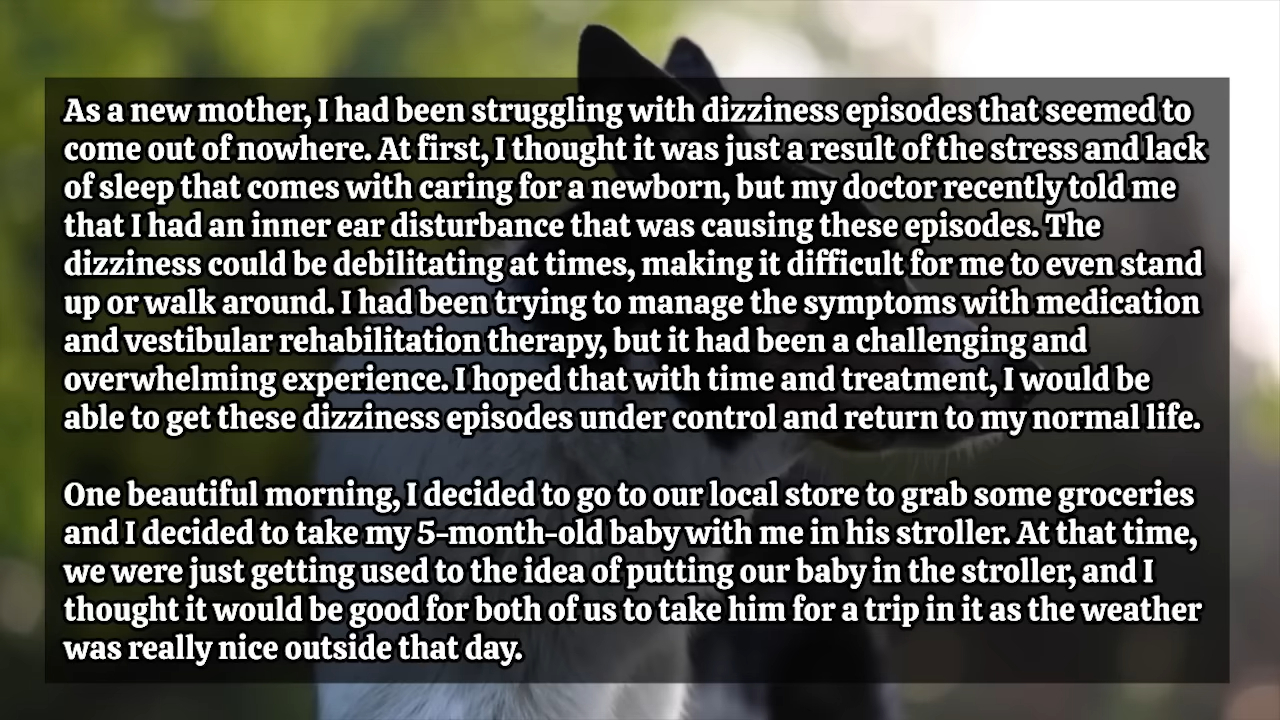 As a new mother, I had been struggling with dizziness episodes that seemed to
come out of nowhere. At first, I thought it was just a result of the stress and lack
of sleep that comes with caring for a newborn, but my doctor recently told me
that I had an inner ear disturbance that was causing these episodes. The
dizziness could be debilitating at times, making it difficult for me to even stand
up or walk around. I had been trying to manage the symptoms with medication
and vestibular rehabilitation therapy, but it had been a challenging and
overwhelming experience. I hoped that with time and treatment, I would be
able to get these dizziness episodes under control and return to my normal life.
One beautiful morning, I decided to go to our local store to grab some groceries
and I decided to take my 5-month-old baby with me in his stroller. At that time,
we were just getting used to the idea of putting our baby in the stroller, and I
thought it would be good for both of us to take him for a trip in it as the weather
was really nice outside that day.